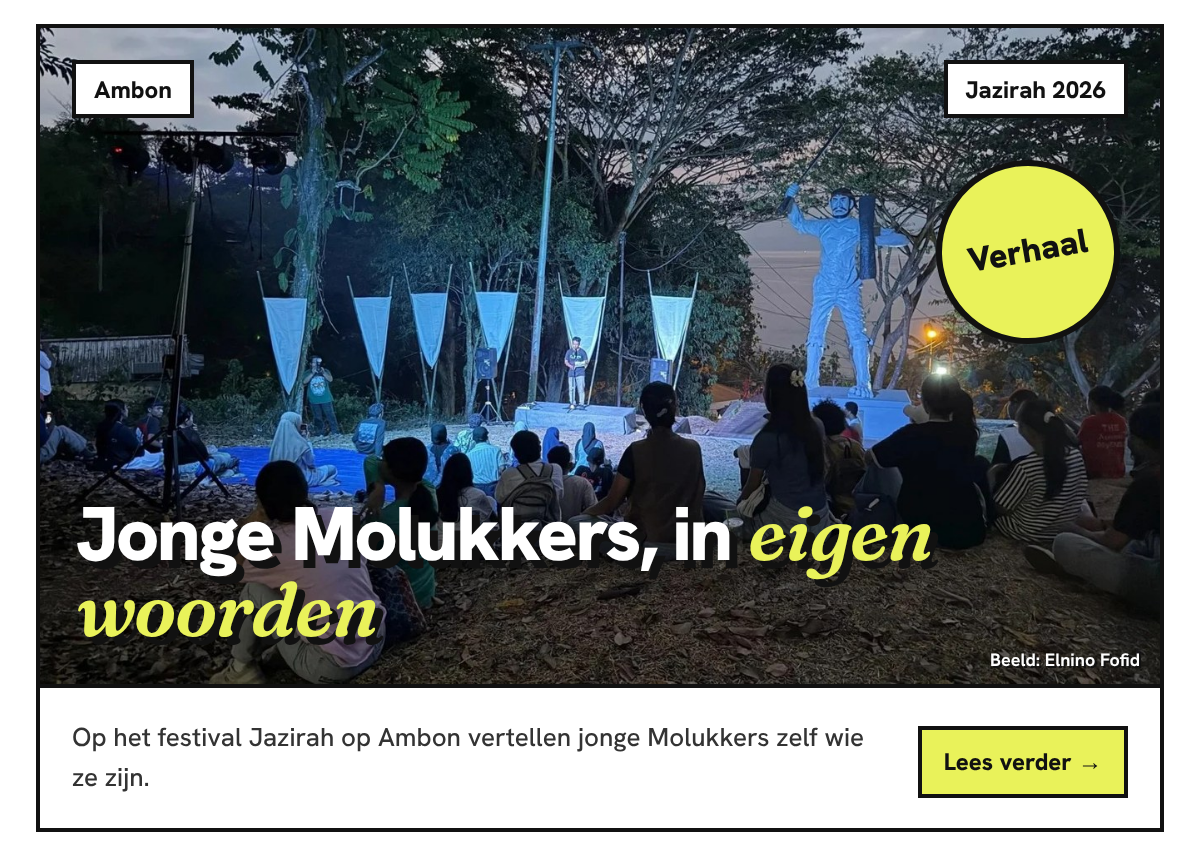 Ambon
Jazirah 2026
Verhaal
Jonge Molukkers, in eigen
woorden
Beeld: Elnino Fofid
Op het festival Jazirah op Ambon vertellen jonge Molukkers zelf wie
ze zijn.
Lees verder →